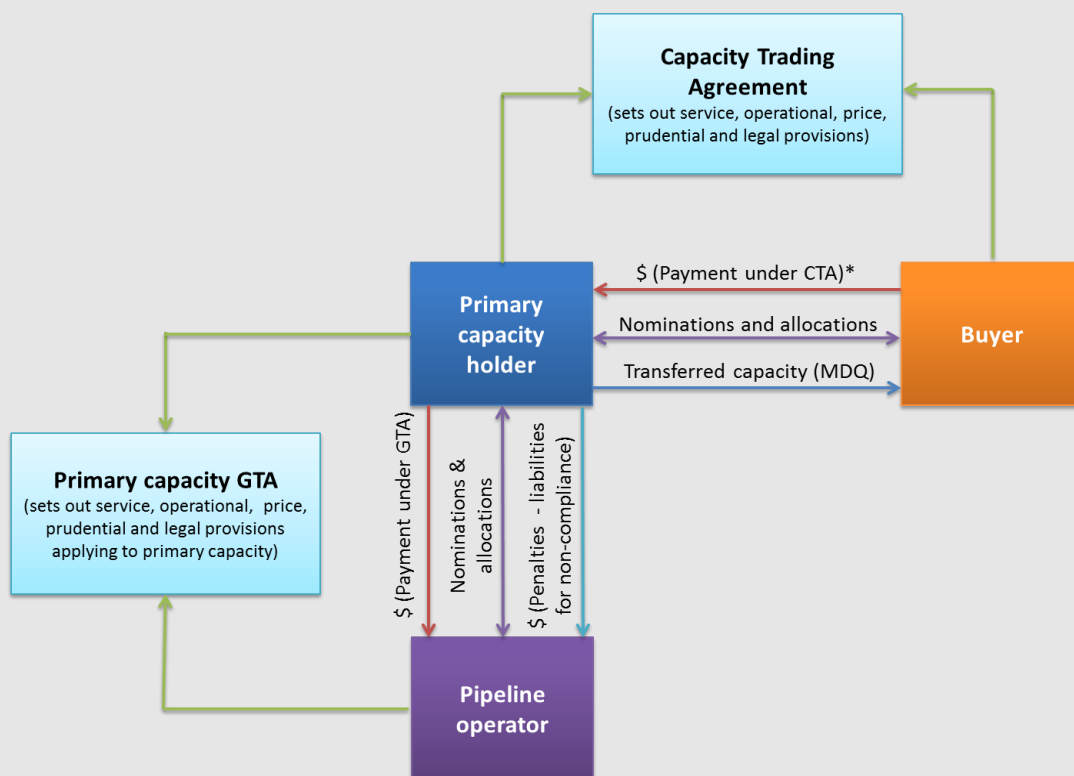 Capacity Trading
Agreement
(sets out service, operational, price,
prudential and legal provisions)
$ (Payment under CTA)*
Primary
capacity
holder
Nominations and allocations
Buyer
Transferred capacity (MDQ)
Primary capacity GTA
(sets out service, operational, price,
prudential and legal provisions
applying to primary capacity)
$ (Payment under GTA)
Nominations &
allocations
$ (Penalties - liabilities
for non-compliance)
Pipeline
operator